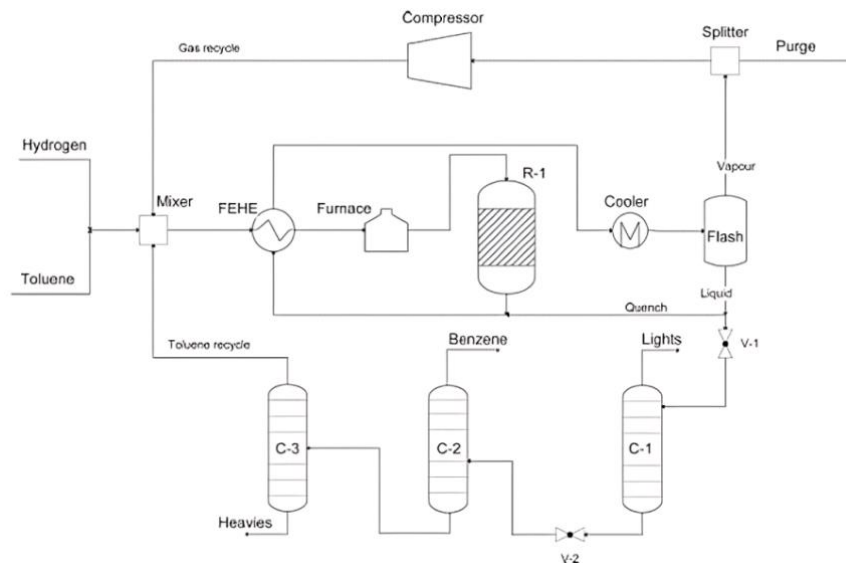 Compressor
Splitter
Gas recycle
Purge
Hydrogen
Vapour
R-1
Mixer
FEHE
Furnace
Cooler
Flash
Toluene
Liquid
Quench
Toluene recycle
Benzene
Lights
V-1
C-3
C-2
C-1
Heavies
V-2